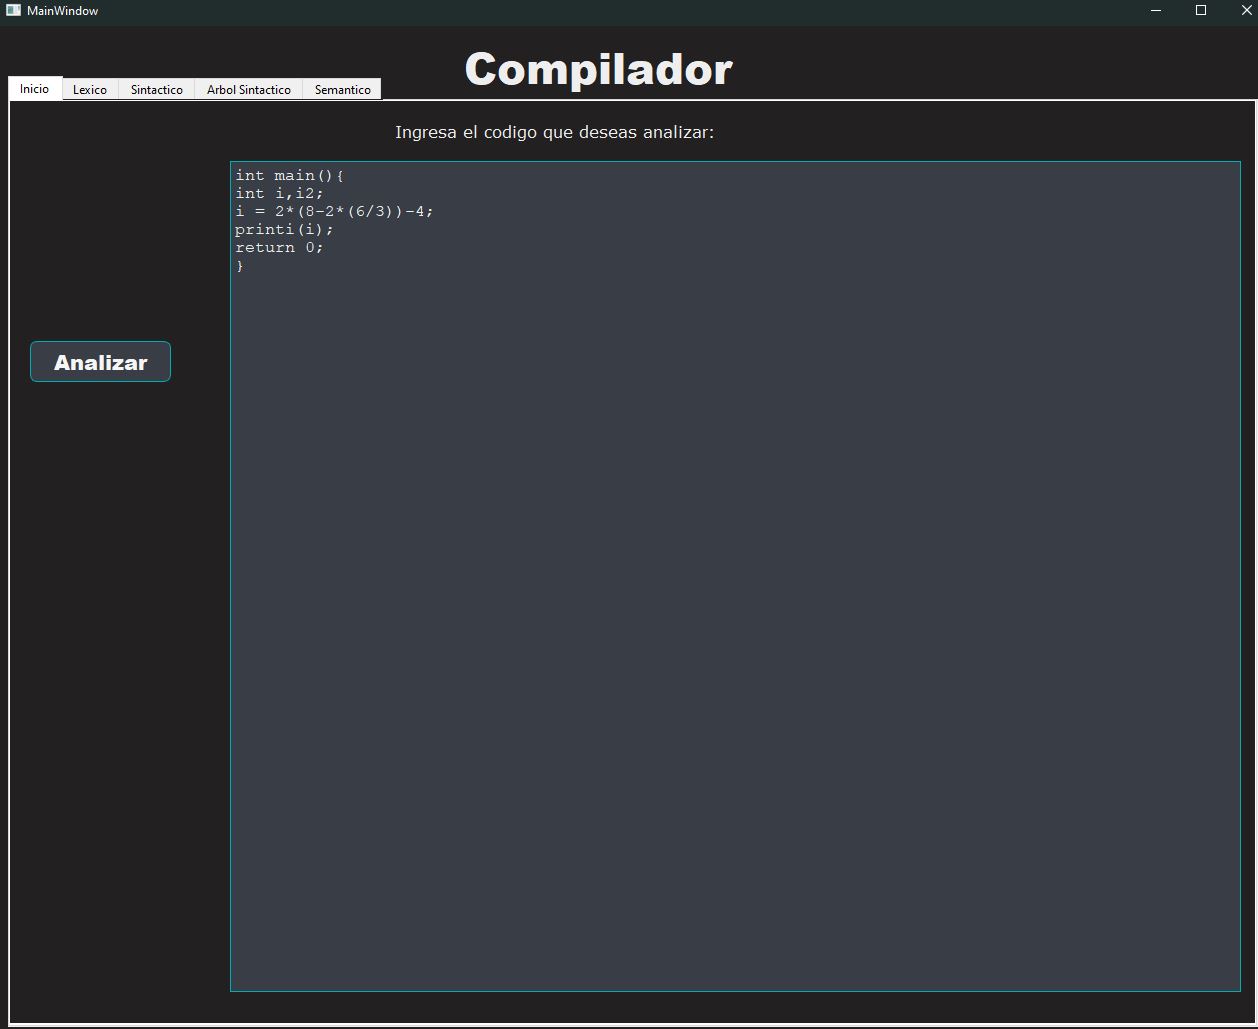 MainWindow
Compilador
Inicio Lexico Sintactico Arbol Sintactico Semantico
Ingresa el codigo que deseas analizar:
int main(){
int i,i2;
i = 2*(8-2*(6/3))-4;
printi(i);
return 0;
}
Analizar